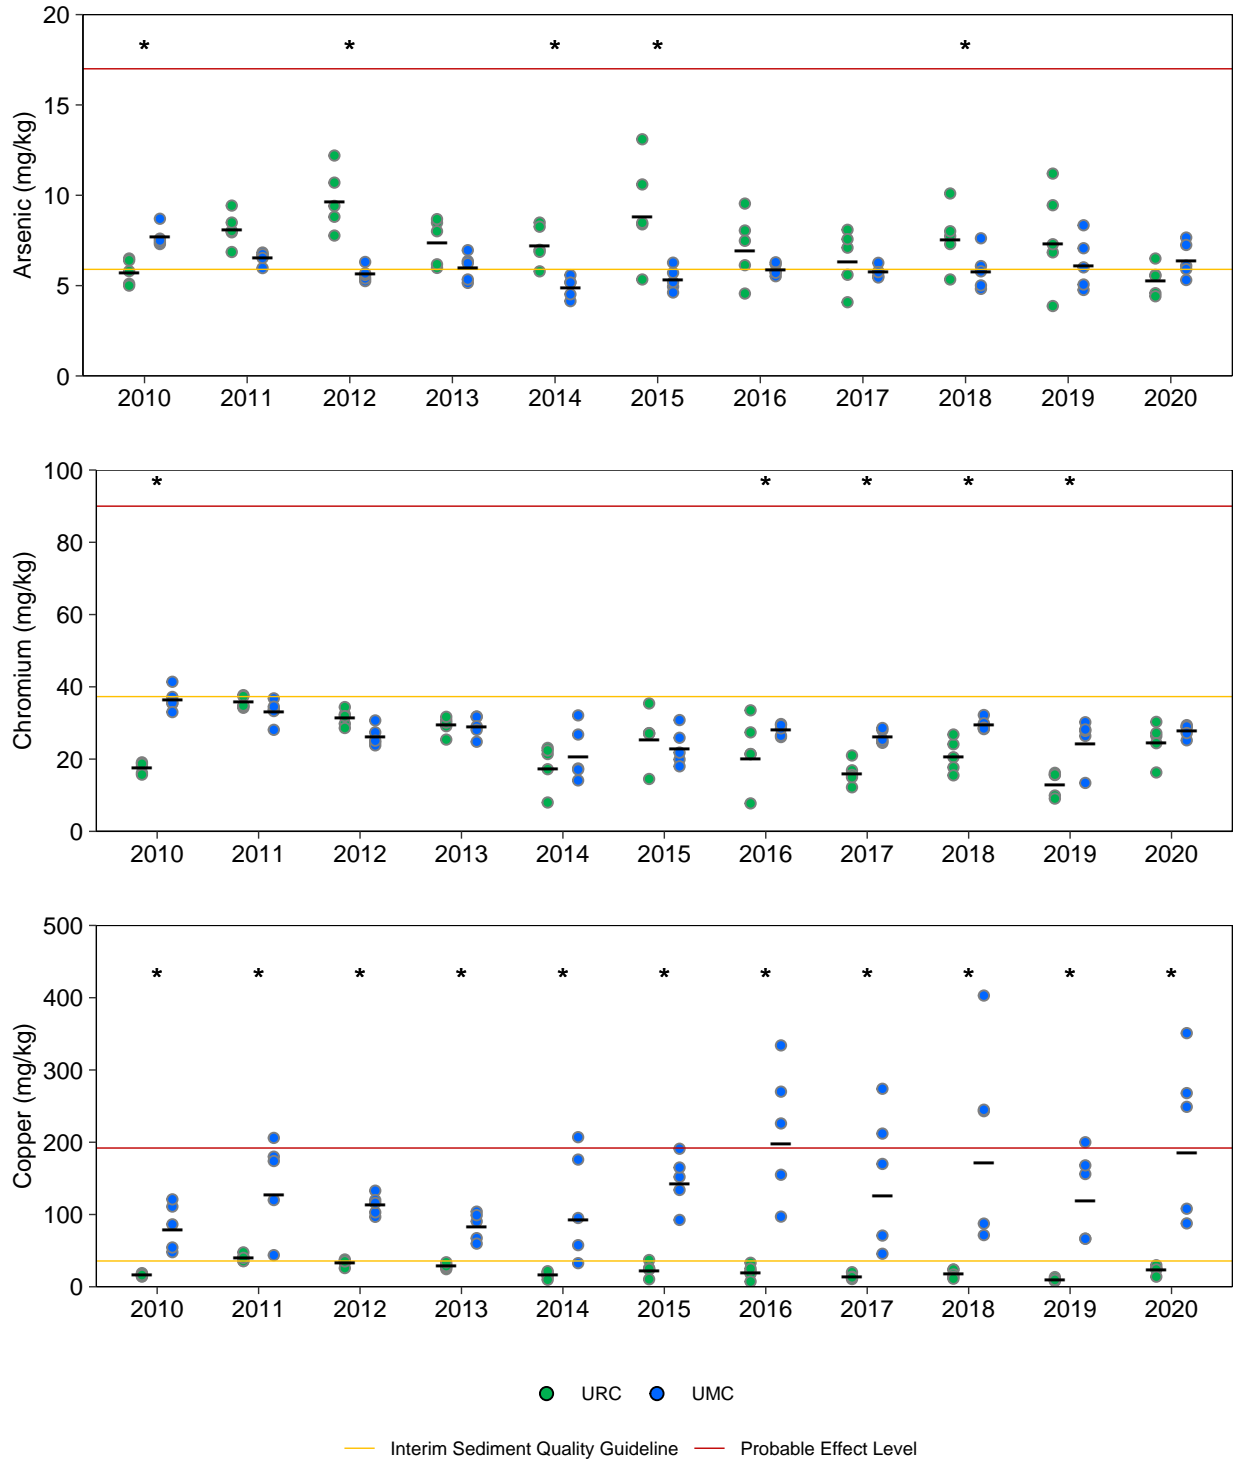 20
* * * * *
15
10
5
0
Arsenic (mg/kg)
2010 2011 2012 2013 2014 2015 2016 2017 2018 2019 2020
100
* * * * *
80
60
40
20
0
Chromium (mg/kg)
2010 2011 2012 2013 2014 2015 2016 2017 2018 2019 2020
500
* * * * * * * * * * *
400
300
200
100
0
Copper (mg/kg)
2010 2011 2012 2013 2014 2015 2016 2017 2018 2019 2020
URC UMC
Interim Sediment Quality Guideline Probable Effect Level